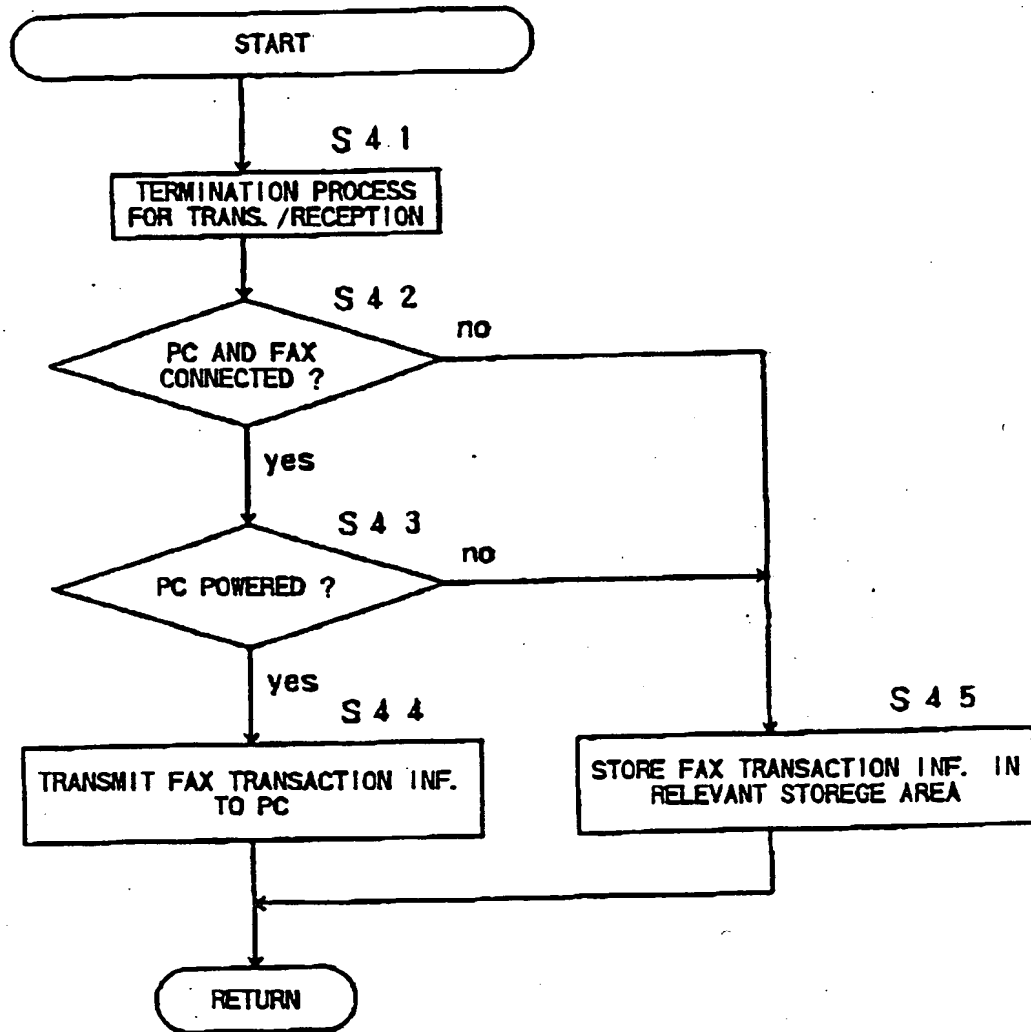 START
S 4 1
TERMINATION PROCESS
FOR TRANS. /RECEPTION
S 4 2
no
PC AND FAX
CONNECTED ?
yes
S 4 3
no
PC POWERED ?
yes
S 4 4
TRANSMIT FAX TRANSACTION INF.
TO PC
S 4 5
STORE FAX TRANSACTION INF. IN
RELEVANT STOREGE AREA
RETURN